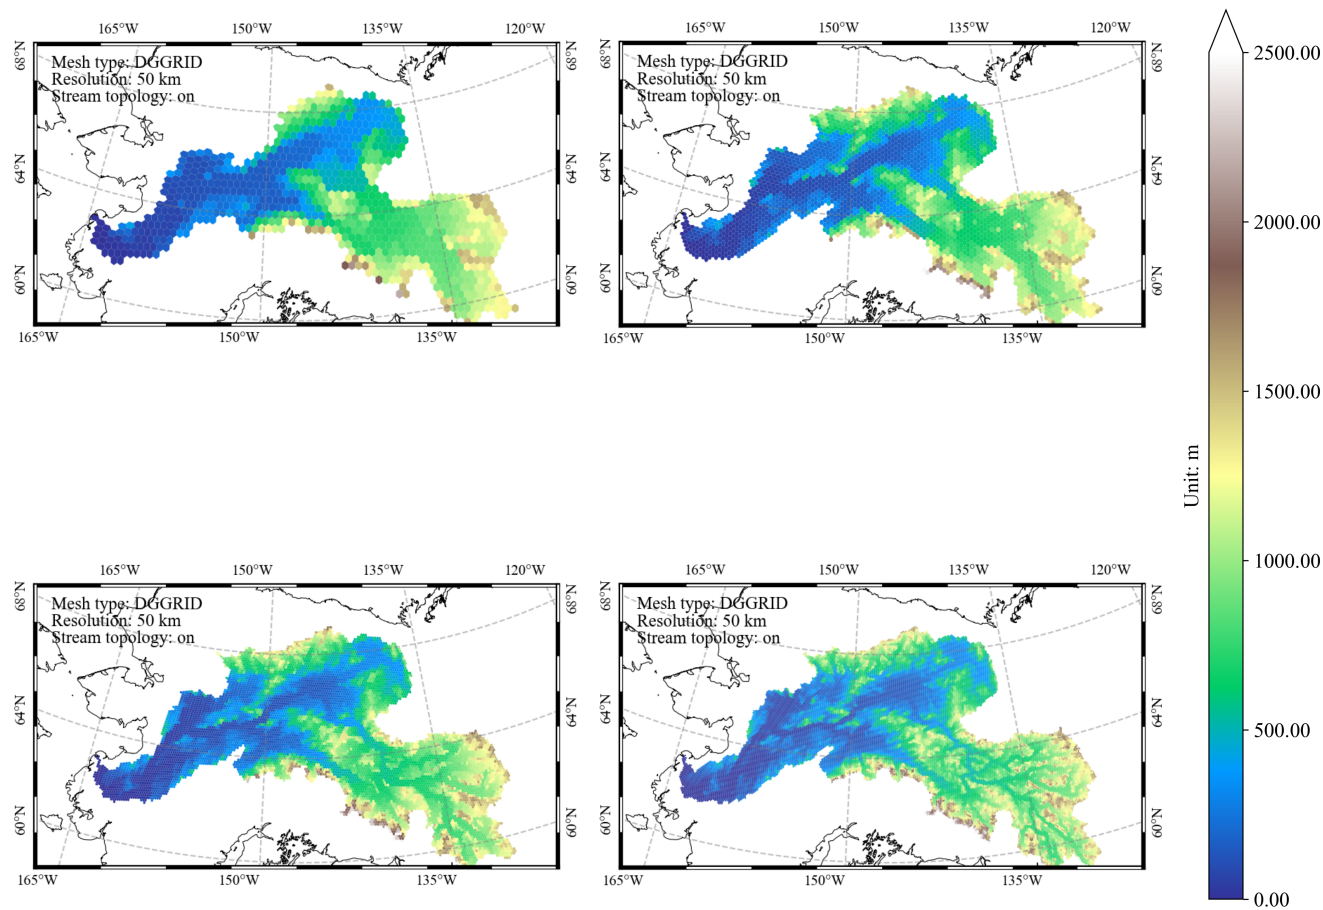 165°W 150°W 135°W 120°W
68°N 68°N
Mesh type: DGGRID
Resolution: 50 km
Stream topology: on
64°N 64°N
60°N 60°N
165°W 150°W 135°W
165°W 150°W 135°W 120°W
68°N 68°N
Mesh type: DGGRID
Resolution: 50 km
Stream topology: on
64°N 64°N
60°N 60°N
165°W 150°W 135°W
165°W 150°W 135°W 120°W
68°N 68°N
Mesh type: DGGRID
Resolution: 50 km
Stream topology: on
64°N 64°N
60°N 60°N
165°W 150°W 135°W
165°W 150°W 135°W 120°W
68°N 68°N
Mesh type: DGGRID
Resolution: 50 km
Stream topology: on
64°N 64°N
60°N 60°N
165°W 150°W 135°W
2500.00
2000.00
1500.00
Unit: m
1000.00
500.00
0.00